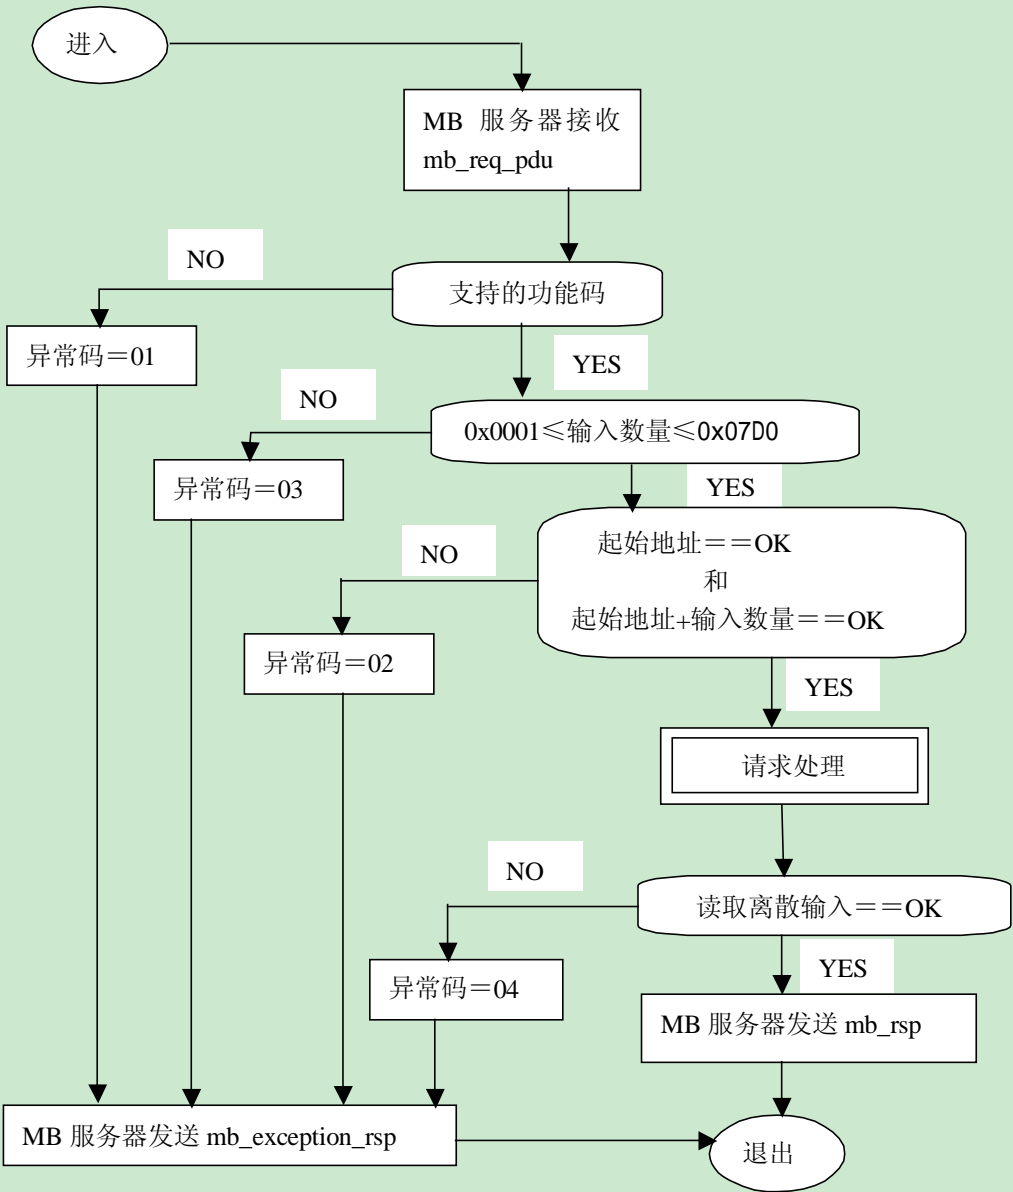 进入
MB 服务器接收
mb_req_pdu
NO
支持的功能码
异常码＝01
YES
NO
0x0001≤输入数量≤0x07D0
异常码＝03
YES
起始地址＝＝OK
NO
和
起始地址+输入数量＝＝OK
异常码＝02
YES
请求处理
NO
读取离散输入＝＝OK
YES
异常码＝04
MB 服务器发送 mb_rsp
MB 服务器发送 mb_exception_rsp
退出